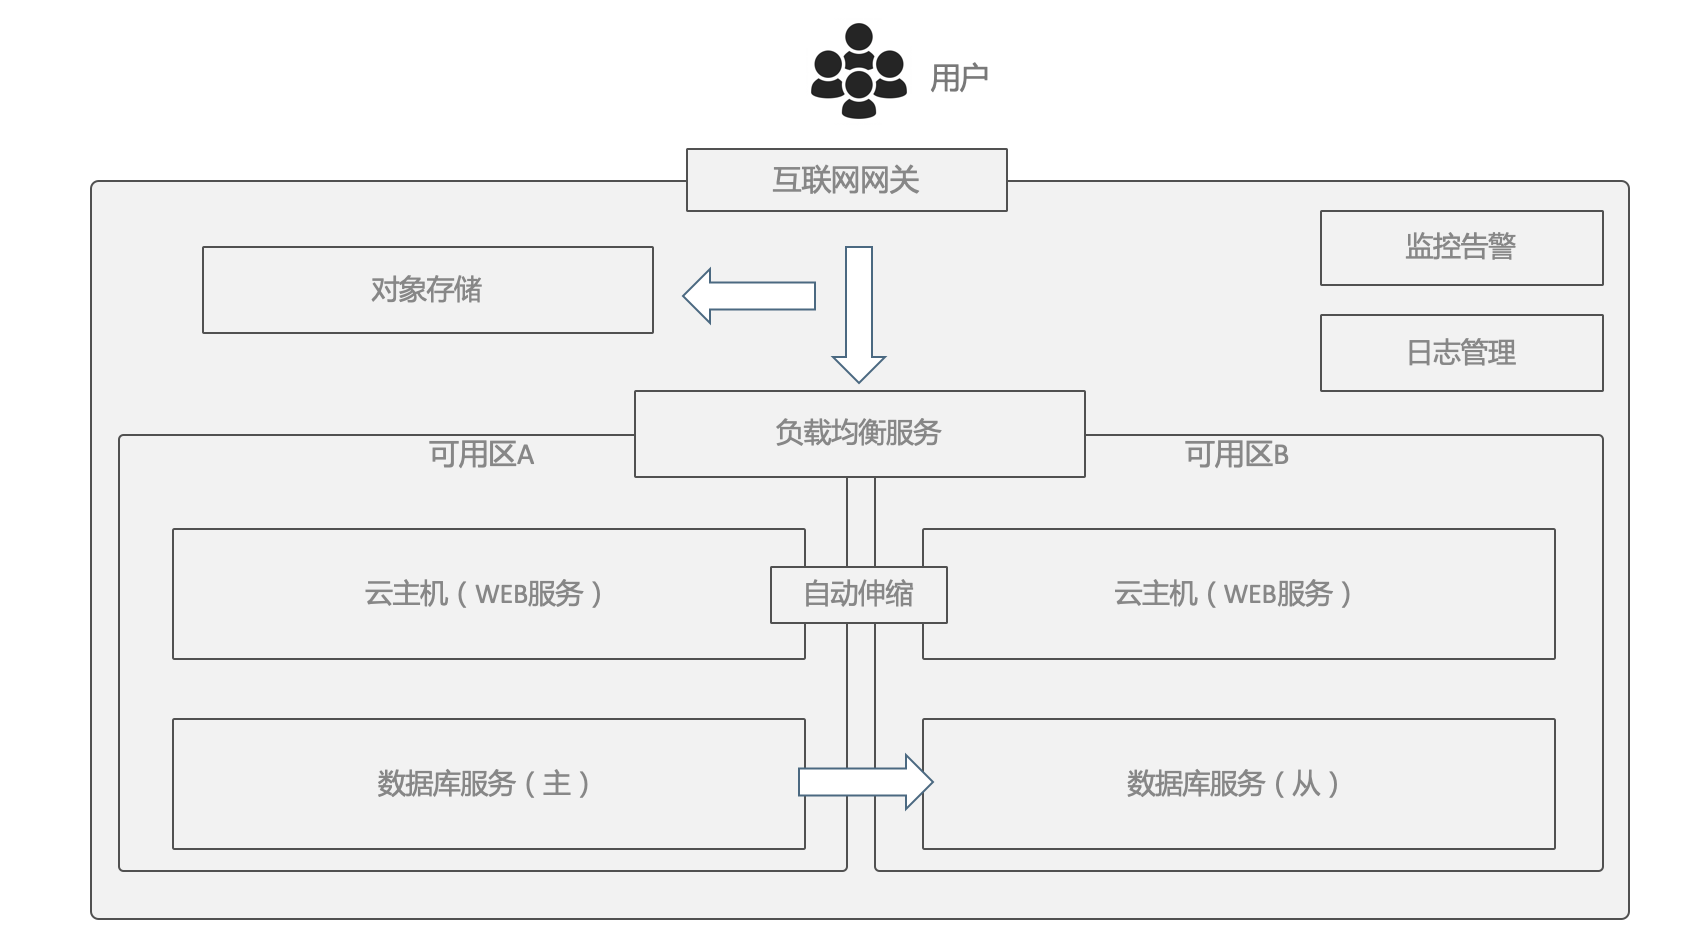 用户
互联网网关
监控告警
对象存储
日志管理
负载均衡服务
可用区A
可用区B
云主机（WEB服务）
自动伸缩
云主机（WEB服务）
数据库服务（主）
数据库服务（从）